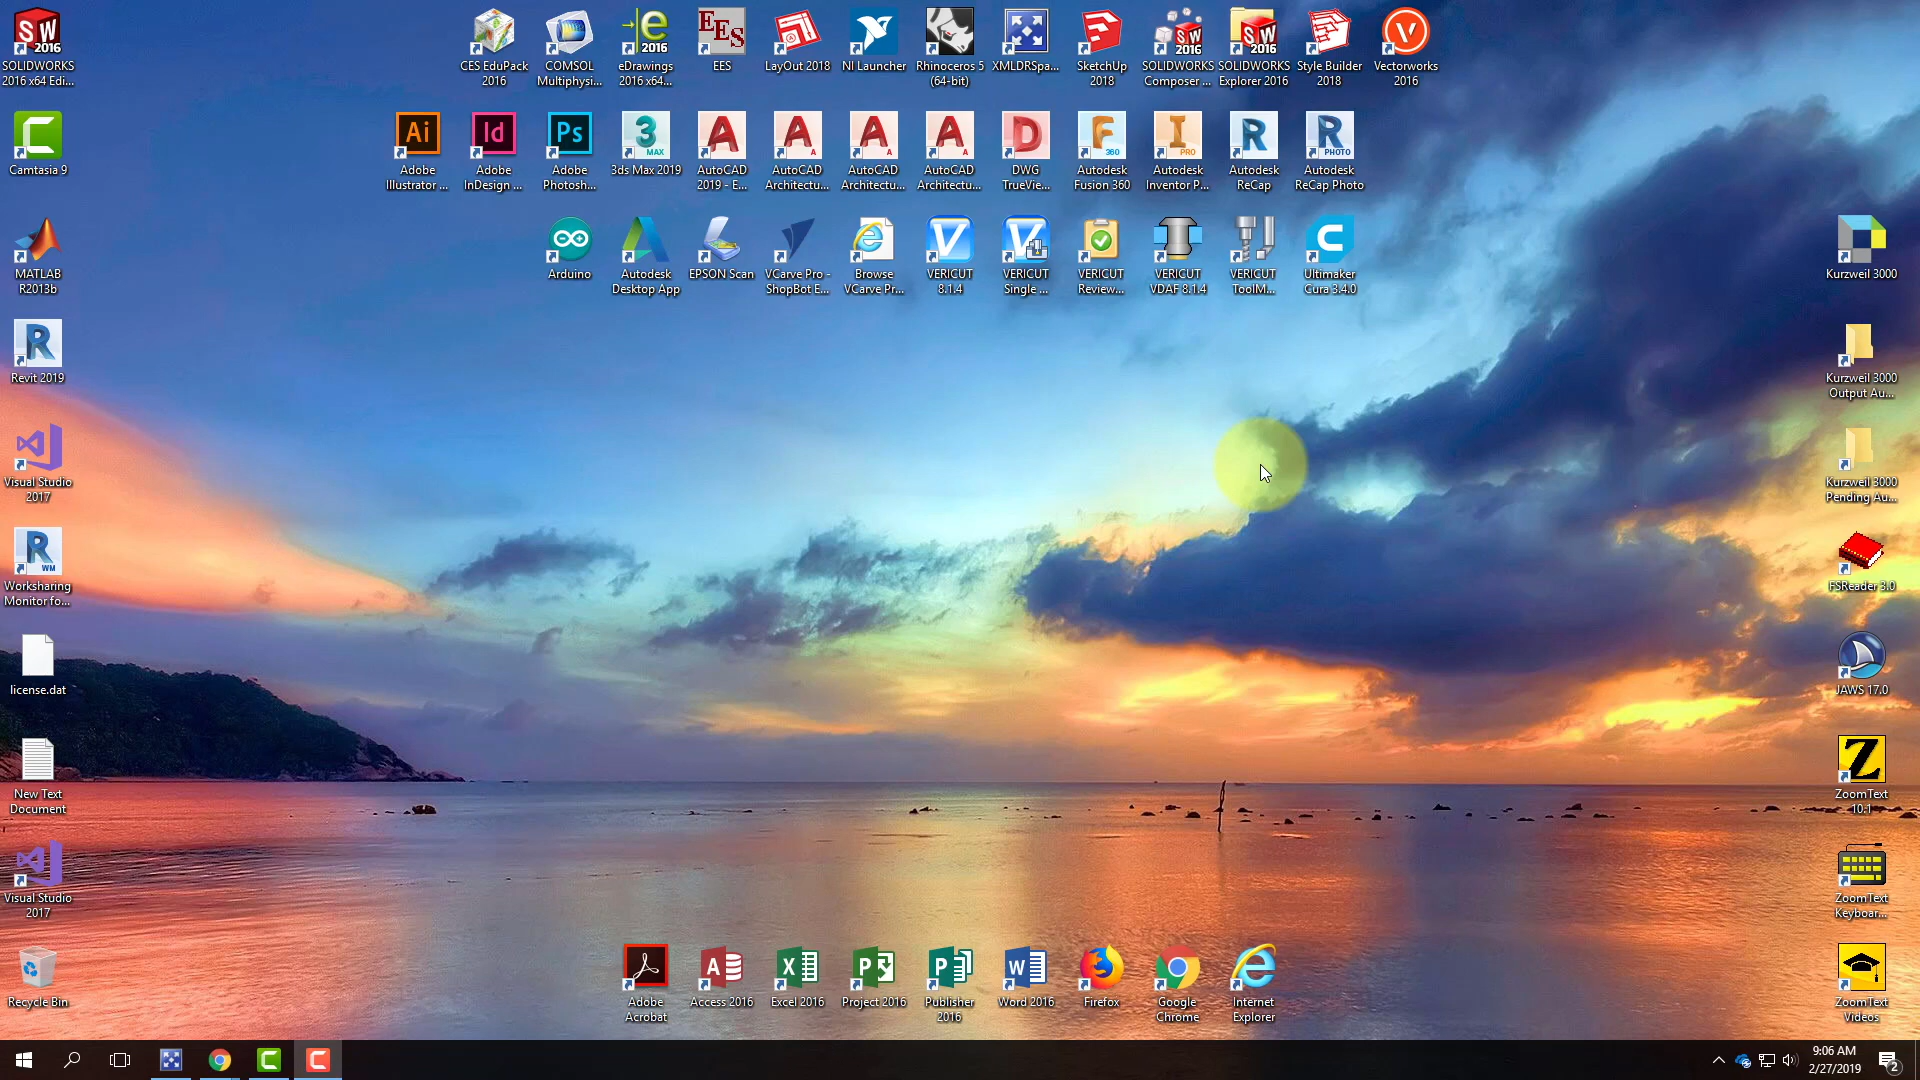 SOLIDWORKS
2016 x64 Edi...
CES EduPack
2016
COMSOL
Multiphysi...
eDrawings
2016 x64...
EES
LayOut 2018
NI Launcher
Rhinoceros 5
(64-bit)
XMLDRSpa...
SketchUp
2018
SOLIDWORKS
Composer ...
SOLIDWORKS
Explorer 2016
Style Builder
2018
Vectorworks
2016
Camtasia 9
Adobe
Illustrator ...
Adobe
InDesign ...
Adobe
Photosh...
3ds Max 2019
AutoCAD
2019 - E...
AutoCAD
Architectu...
AutoCAD
Architectu...
AutoCAD
Architectu...
DWG
TrueVie...
Autodesk
Fusion 360
Autodesk
Inventor P...
Autodesk
ReCap
Autodesk
ReCap Photo
MATLAB
R2013b
Arduino
Autodesk
Desktop App
EPSON Scan
VCarve Pro -
ShopBot E...
Browse
VCarve Pr...
VERICUT
8.1.4
VERICUT
Single ...
VERICUT
Review...
VERICUT
VDAF 8.1.4
VERICUT
ToolM...
Ultimaker
Cura 3.4.0
Kurzweil 3000
Revit 2019
Kurzweil 3000
Output Au...
Visual Studio
2017
Kurzweil 3000
Pending Au...
Worksharing
Monitor fo...
FSReader 3.0
license.dat
JAWS 17.0
New Text
Document
ZoomText
10.1
Visual Studio
2017
ZoomText
Keyboar...
Recycle Bin
Adobe
Acrobat
Access 2016
Excel 2016
Project 2016
Publisher
2016
Word 2016
Firefox
Google
Chrome
Internet
Explorer
ZoomText
Videos
9:06 AM
2/27/2019
2